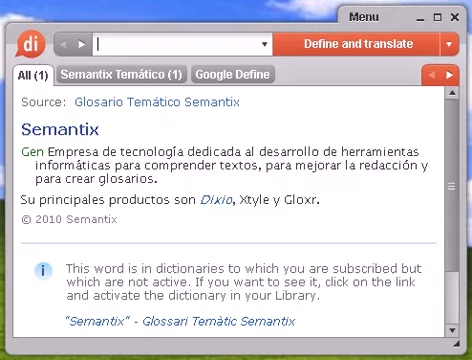 Menu
di
Define and translate
All (1)
Semantix Temático (1)
Google Define
Source: Glosario Temático Semantix
Semantix
Gen Empresa de tecnología dedicada al desarrollo de herramientas
informáticas para comprender textos, para mejorar la redacción y
para crear glosarios.
Su principales productos son Dixio, Xtyle y Gloxr.
© 2010 Semantix
i
This word is in dictionaries to which you are subscribed but
which are not active. If you want to see it, click on the link
and activate the dictionary in your Library.
"Semantix" - Glossari Temàtic Semantix